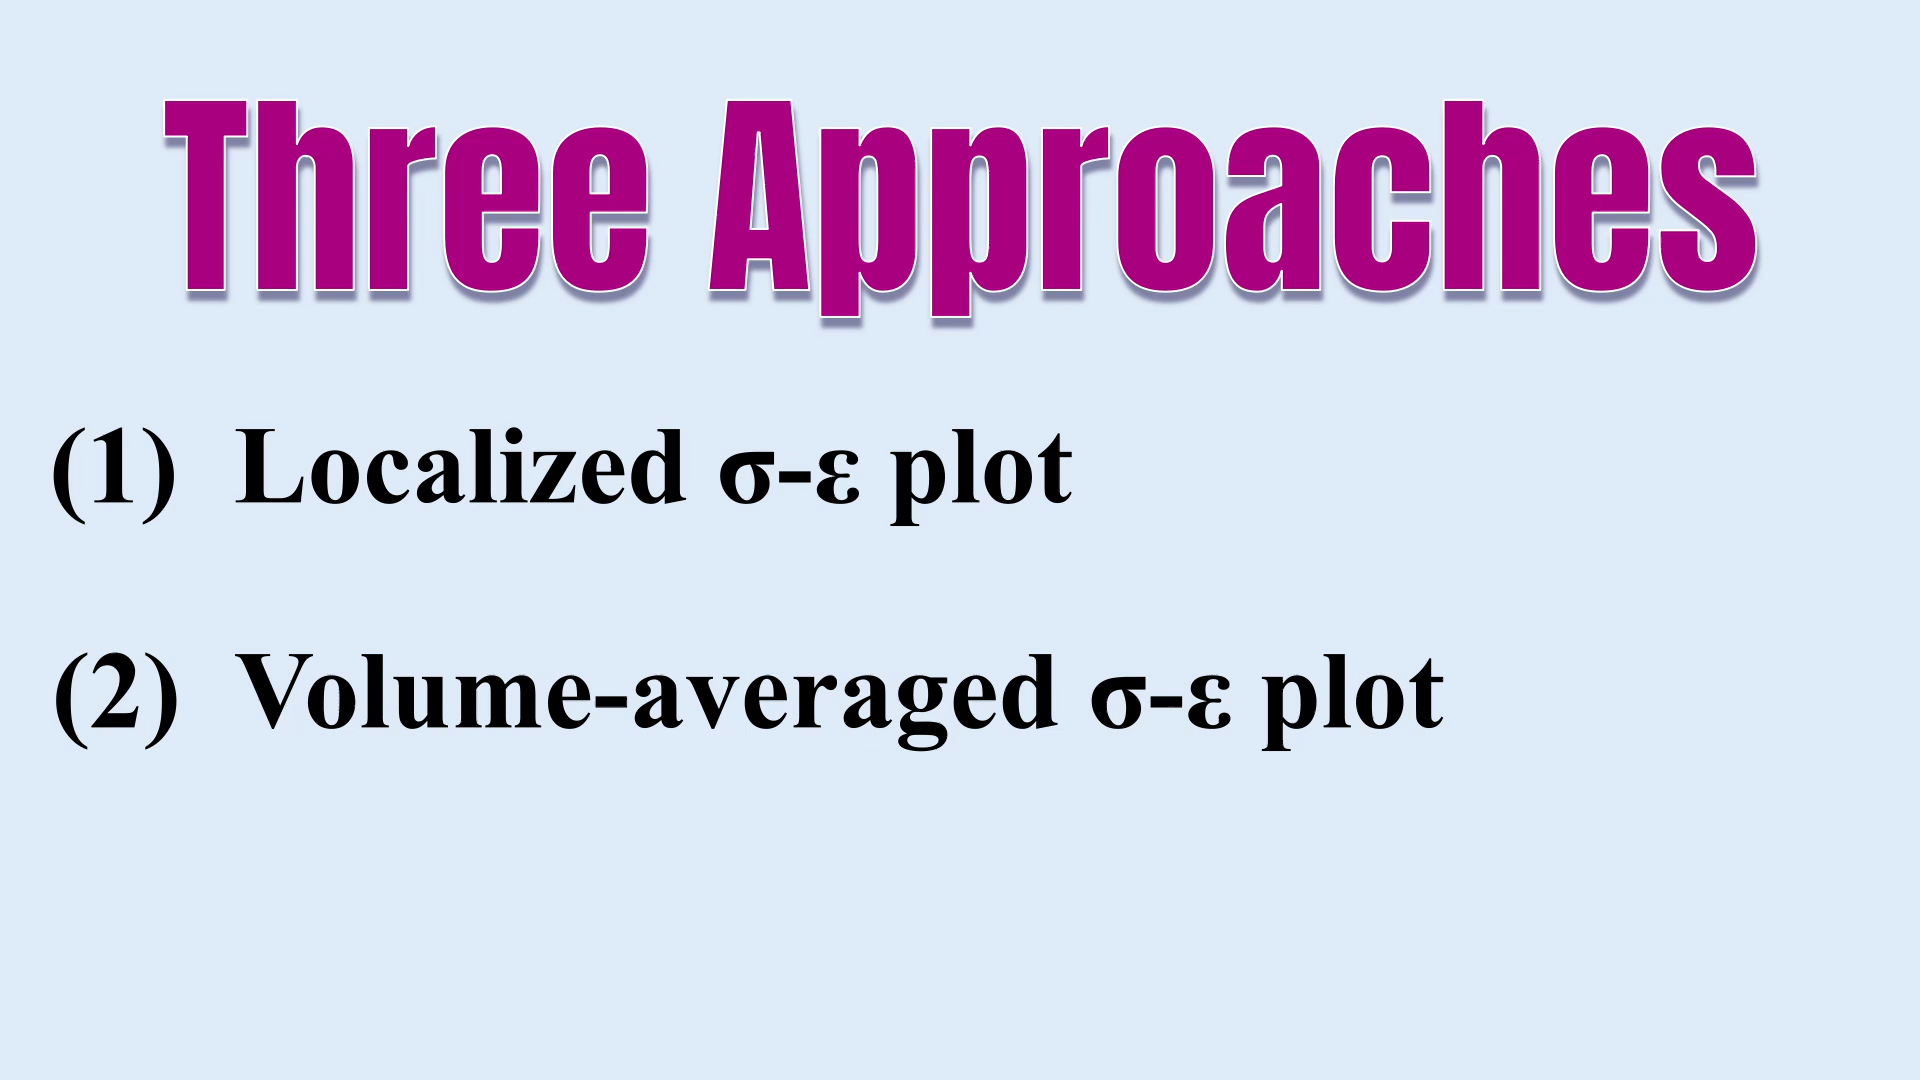 Three Approaches
(1) Localized σ-ε plot
(2) Volume-averaged σ-ε plot